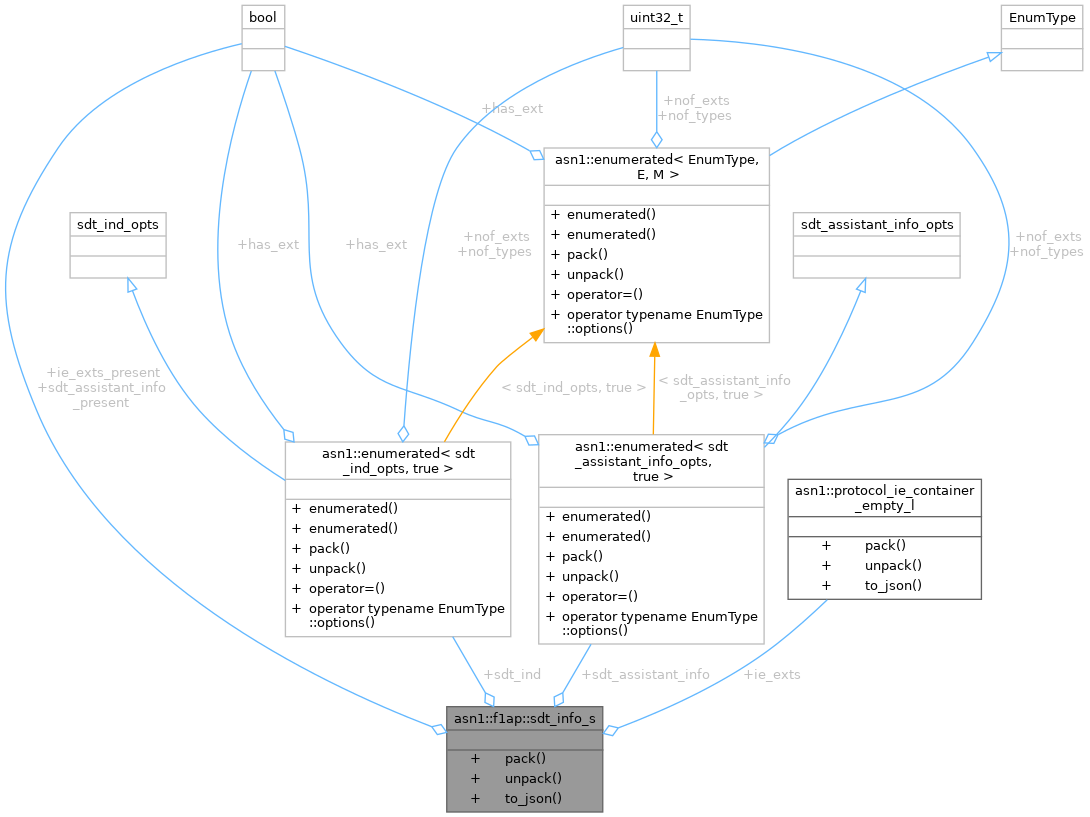 bool
uint32_t
EnumType
+has_ext
+nof_exts
+nof_types
asn1::enumerated< EnumType,
E, M >
+ enumerated()
+ enumerated()
+ pack()
+ unpack()
+ operator=()
+ operator typename EnumType
::options()
sdt_ind_opts
sdt_assistant_info_opts
+has_ext
+has_ext
+nof_exts
+nof_types
+nof_exts
+nof_types
+ie_exts_present
+sdt_assistant_info
_present
< sdt_ind_opts, true >
< sdt_assistant_info
_opts, true >
asn1::enumerated< sdt
_ind_opts, true >
+ enumerated()
+ enumerated()
+ pack()
+ unpack()
+ operator=()
+ operator typename EnumType
::options()
asn1::enumerated< sdt
_assistant_info_opts,
true >
+ enumerated()
+ enumerated()
+ pack()
+ unpack()
+ operator=()
+ operator typename EnumType
::options()
asn1::protocol_ie_container
_empty_l
+ pack()
+ unpack()
+ to_json()
+sdt_ind
+sdt_assistant_info
+ie_exts
asn1::f1ap::sdt_info_s
+ pack()
+ unpack()
+ to_json()